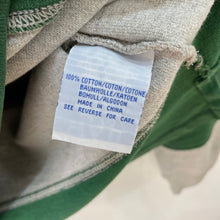 100% COTTON/COTON/COTONE
BAUMWOLLE/KATOEN
BOMULL/ALGODON
MADE IN CHINA
SEE REVERSE FOR CARE